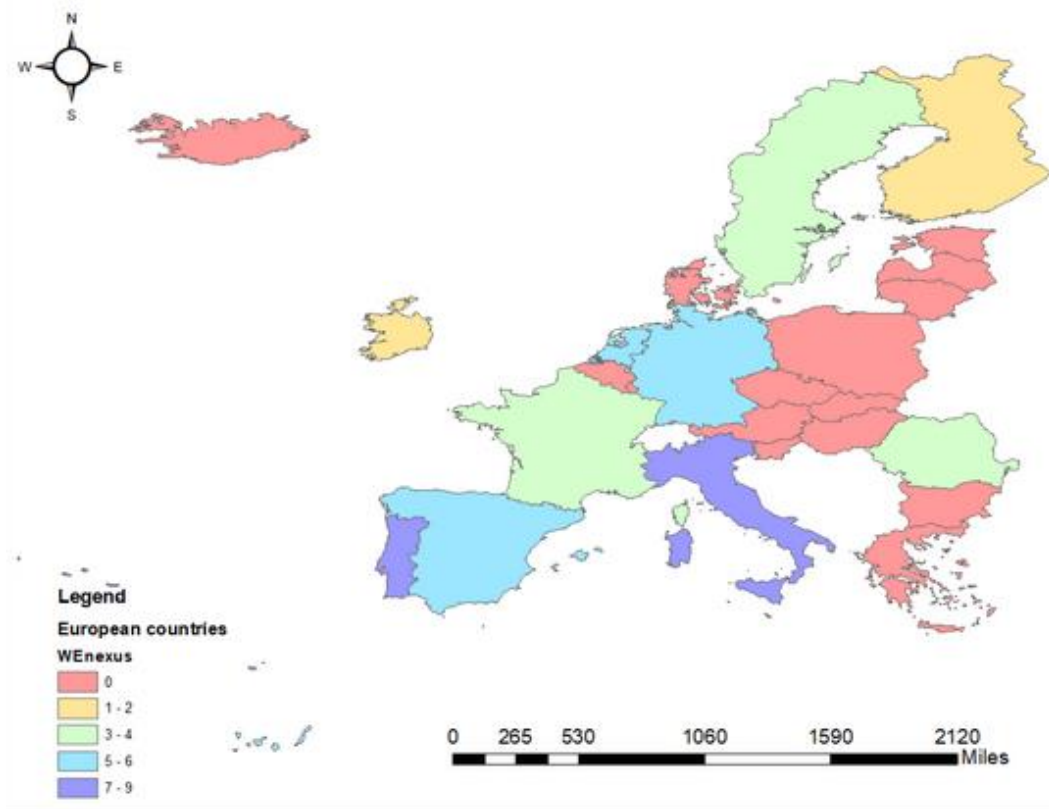 N
W E
S
Legend
European countries
WEnexus
0
1 - 2
3 - 4
5 - 6
7 - 9
0 265 530 1060 1590 2120
Miles